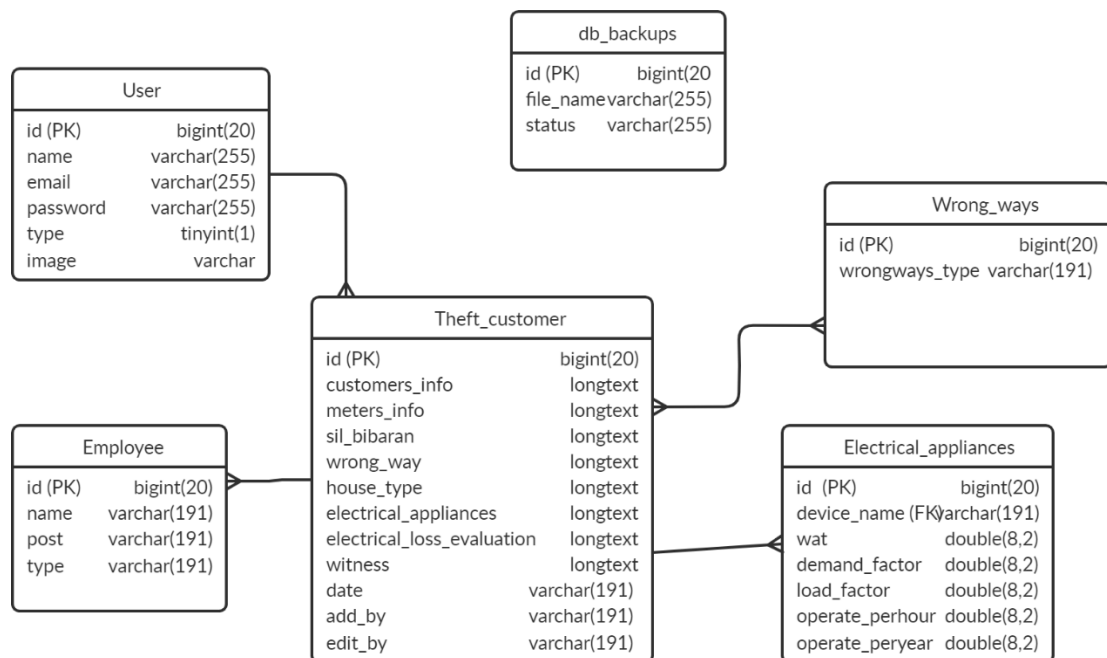 db_backups
id (PK) bigint(20
file_name varchar(255)
status varchar(255)
User
id (PK) bigint(20)
name varchar(255)
email varchar(255)
password varchar(255)
type tinyint(1)
image varchar
Wrong_ways
id (PK) bigint(20)
wrongways_type varchar(191)
Theft_customer
id (PK) bigint(20)
customers_info longtext
meters_info longtext
sil_bibaran longtext
wrong_way longtext
house_type longtext
electrical_appliances longtext
electrical_loss_evaluation longtext
witness longtext
date varchar(191)
add_by varchar(191)
edit_by varchar(191)
Employee
id (PK) bigint(20)
name varchar(191)
post varchar(191)
type varchar(191)
Electrical_appliances
id (PK) bigint(20)
device_name (FK) varchar(191)
wat double(8,2)
demand_factor double(8,2)
load_factor double(8,2)
operate_perhour double(8,2)
operate_peryear double(8,2)